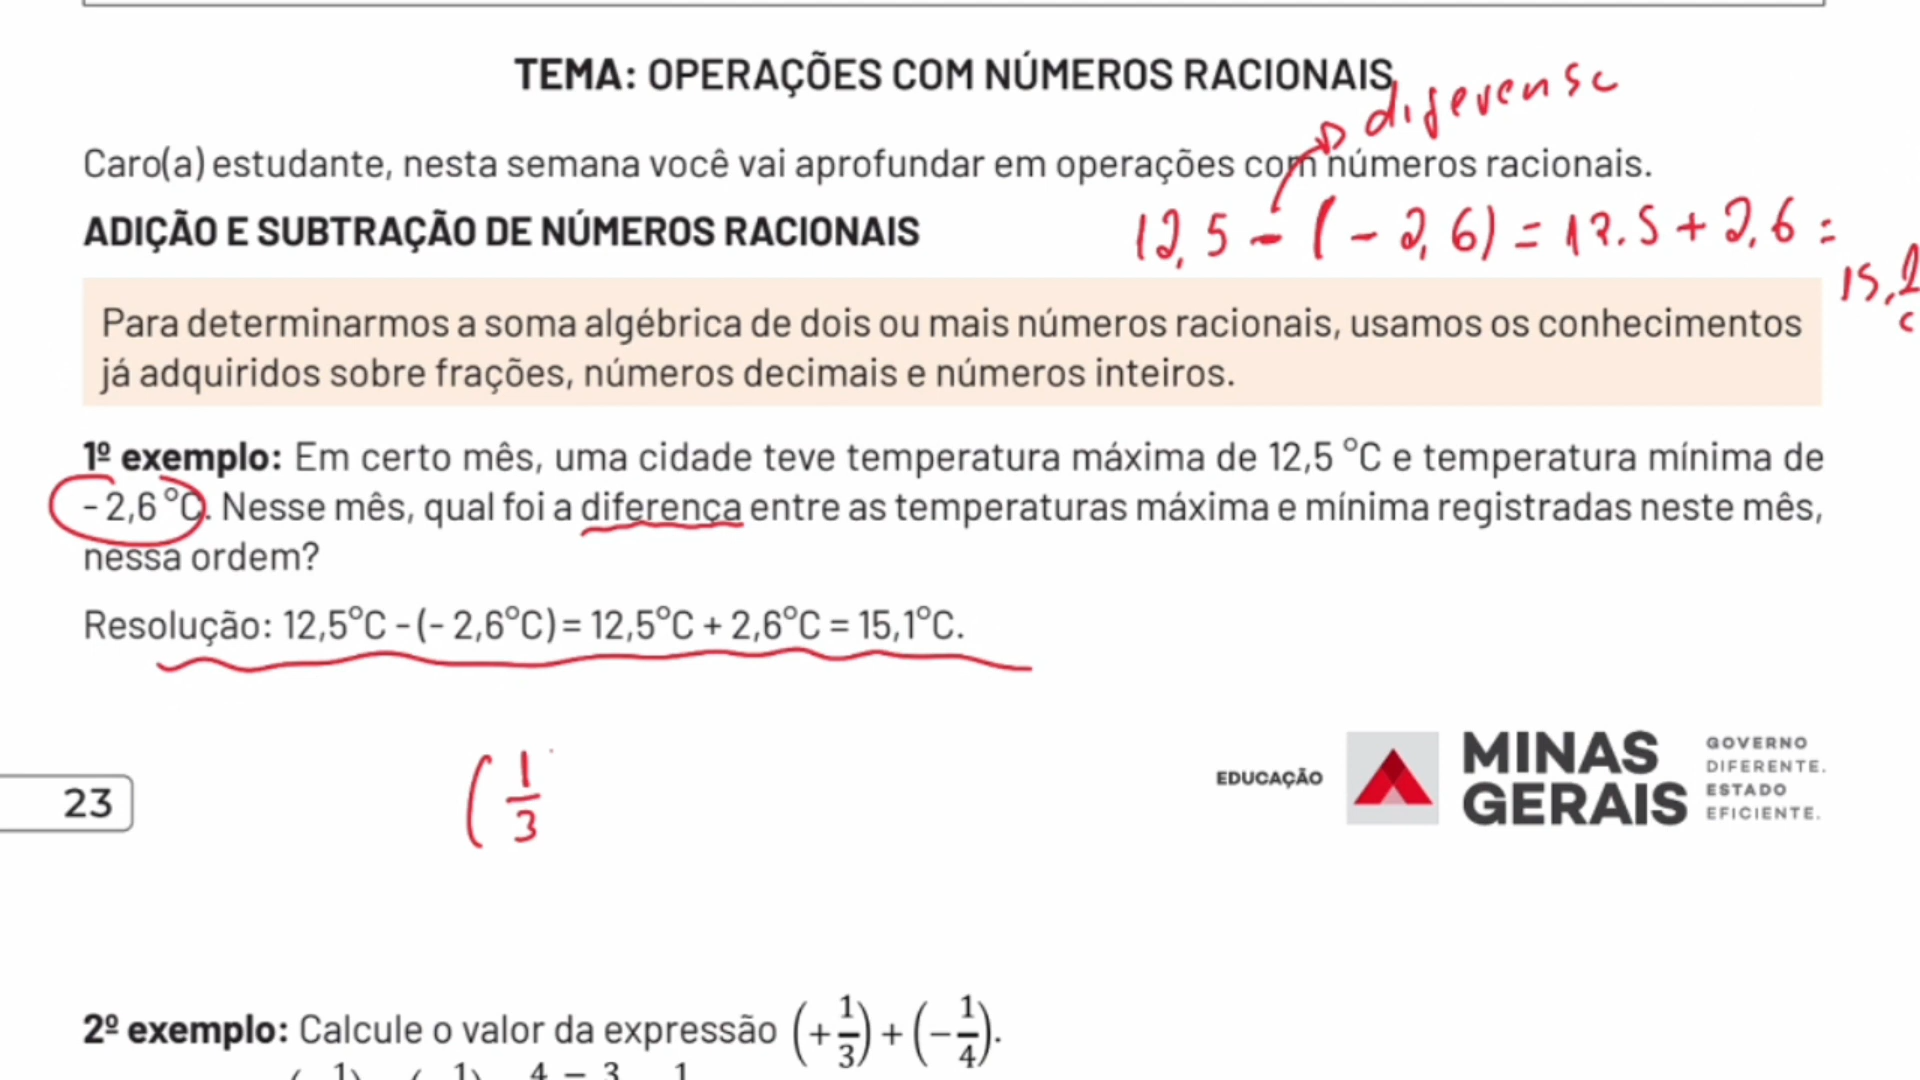 TEMA: OPERAÇÕES COM NÚMEROS RACIONAIS
diferensc
Caro(a) estudante, nesta semana você vai aprofundar em operações com números racionais.
ADIÇÃO E SUBTRAÇÃO DE NÚMEROS RACIONAIS
12,5 - (- 2,6) = 12.5 + 2,6 =
15,1
Para determinarmos a soma algébrica de dois ou mais números racionais, usamos os conhecimentos
já adquiridos sobre frações, números decimais e números inteiros.
1º exemplo: Em certo mês, uma cidade teve temperatura máxima de 12,5 °C e temperatura mínima de
- 2,6 °C. Nesse mês, qual foi a diferença entre as temperaturas máxima e mínima registradas neste mês,
nessa ordem?
Resolução: 12,5°C - (- 2,6°C) = 12,5°C + 2,6°C = 15,1°C.
(1/3
23
EDUCAÇÃO
MINAS
GERAIS
GOVERNO
DIFERENTE.
ESTADO
EFICIENTE.
2º exemplo: Calcule o valor da expressão (+1/3) + (-1/4).